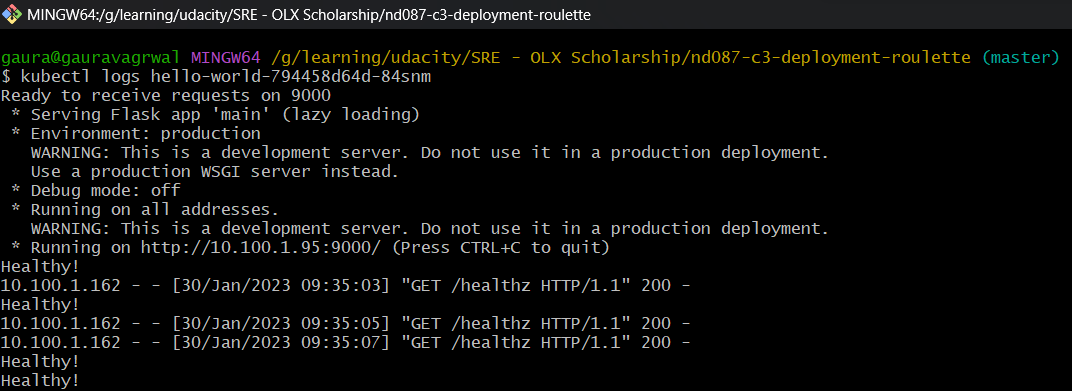 MINGW64:/g/learning/udacity/SRE - OLX Scholarship/nd087-c3-deployment-roulette
gaura@gauravagrwal MINGW64 /g/learning/udacity/SRE - OLX Scholarship/nd087-c3-deployment-roulette (master)
$ kubectl logs hello-world-794458d64d-84snm
Ready to receive requests on 9000
 * Serving Flask app 'main' (lazy loading)
 * Environment: production
   WARNING: This is a development server. Do not use it in a production deployment.
   Use a production WSGI server instead.
 * Debug mode: off
 * Running on all addresses.
   WARNING: This is a development server. Do not use it in a production deployment.
 * Running on http://10.100.1.95:9000/ (Press CTRL+C to quit)
Healthy!
10.100.1.162 - - [30/Jan/2023 09:35:03] "GET /healthz HTTP/1.1" 200 -
Healthy!
10.100.1.162 - - [30/Jan/2023 09:35:05] "GET /healthz HTTP/1.1" 200 -
10.100.1.162 - - [30/Jan/2023 09:35:07] "GET /healthz HTTP/1.1" 200 -
Healthy!
Healthy!